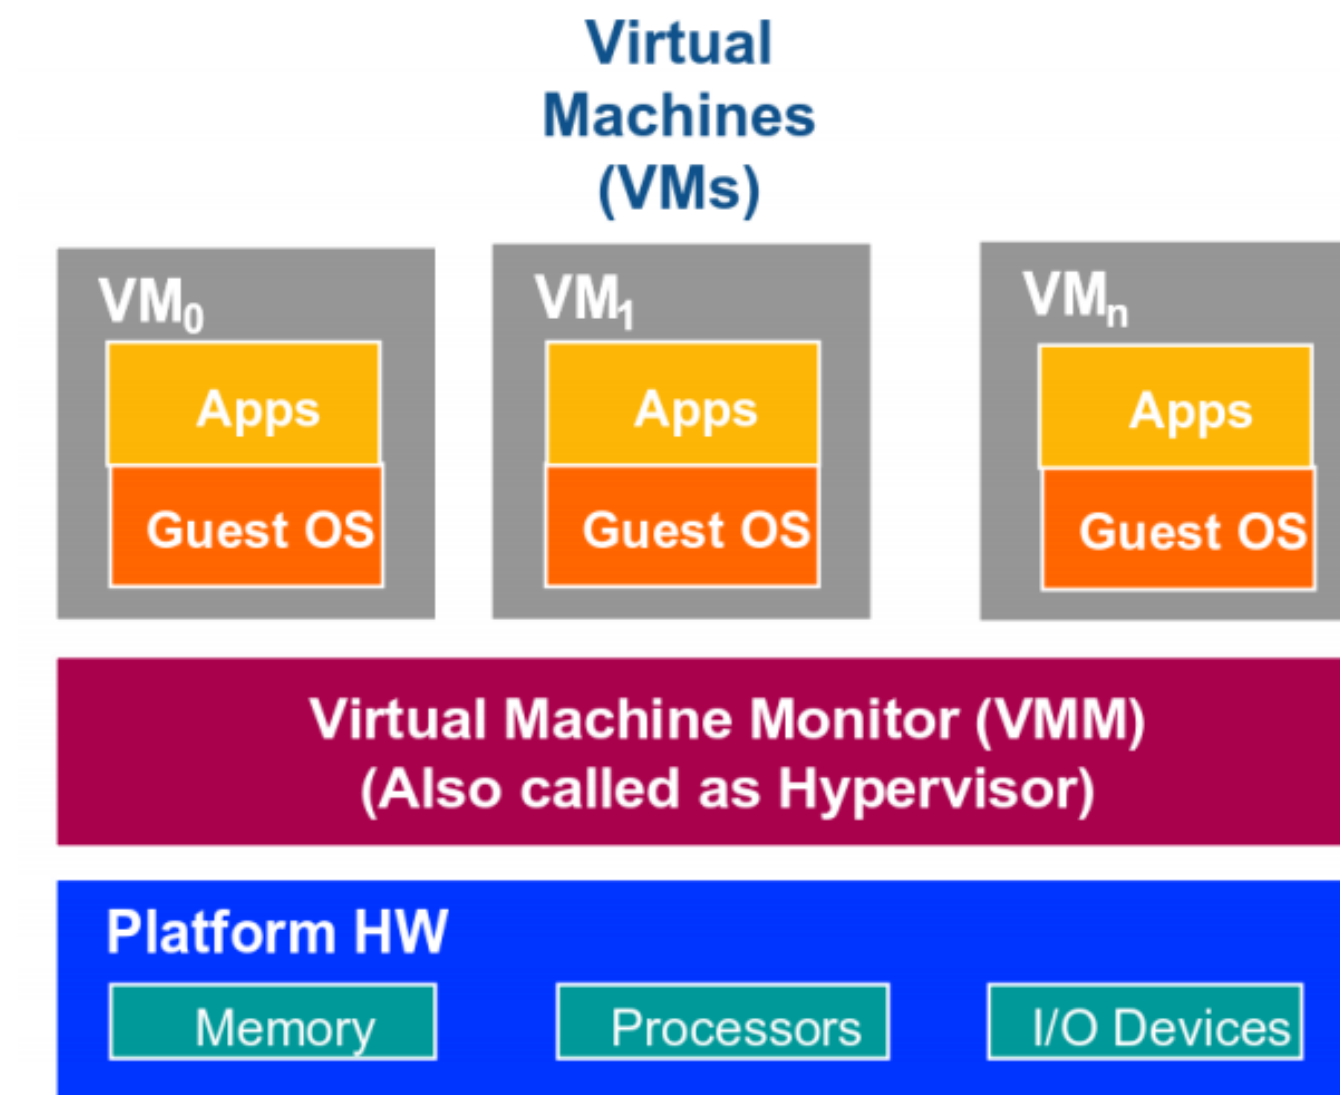 Virtual
Machines
(VMs)
VM0
VM1
VMn
Apps
Apps
Apps
Guest OS
Guest OS
Guest OS
Virtual Machine Monitor (VMM)
(Also called as Hypervisor)
Platform HW
Memory
Processors
I/O Devices